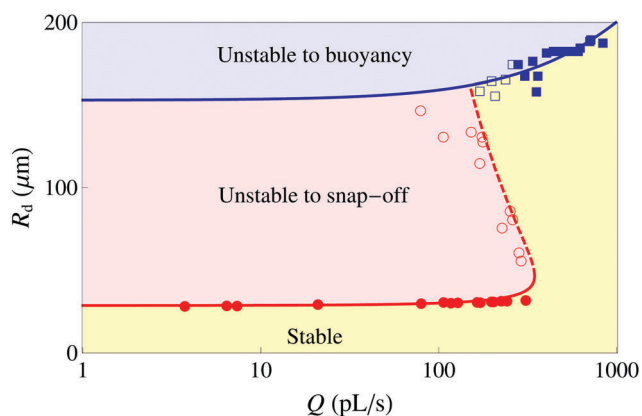 200
Unstable to buoyancy
R_d (μm)
100
Unstable to snap−off
Stable
0
1 10 100 1000
Q (pL/s)